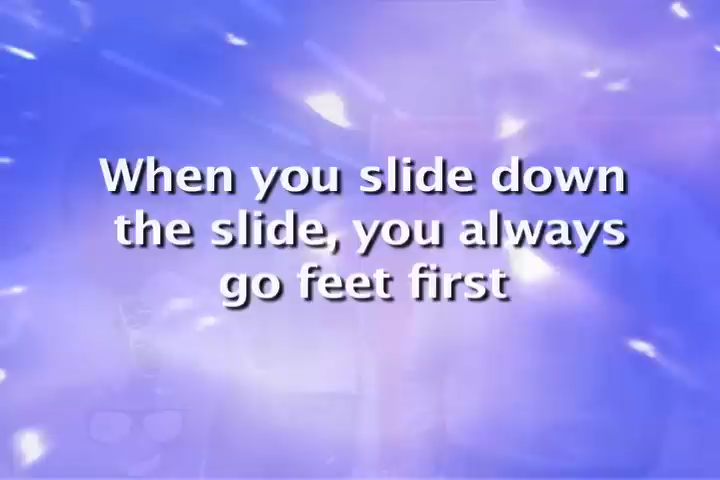 When you slide down
the slide, you always
go feet first